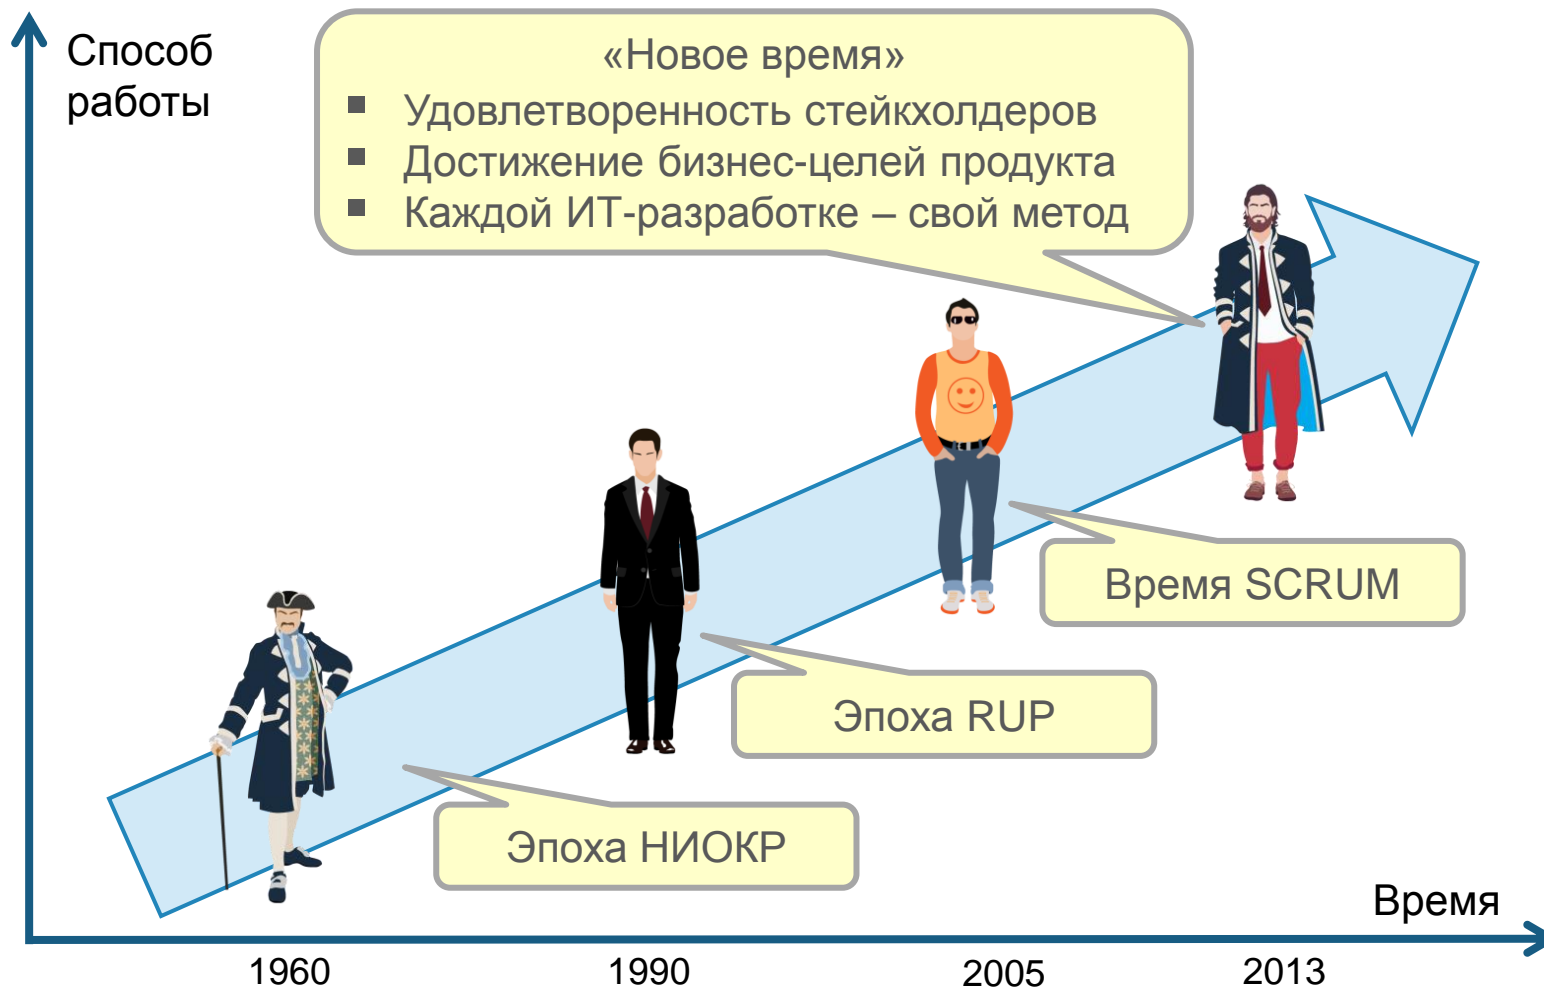 Способ
работы
«Новое время»
▪ Удовлетворенность стейкхолдеров
▪ Достижение бизнес-целей продукта
▪ Каждой ИТ-разработке – свой метод
Время SCRUM
Эпоха RUP
Эпоха НИОКР
Время
1960
1990
2005
2013